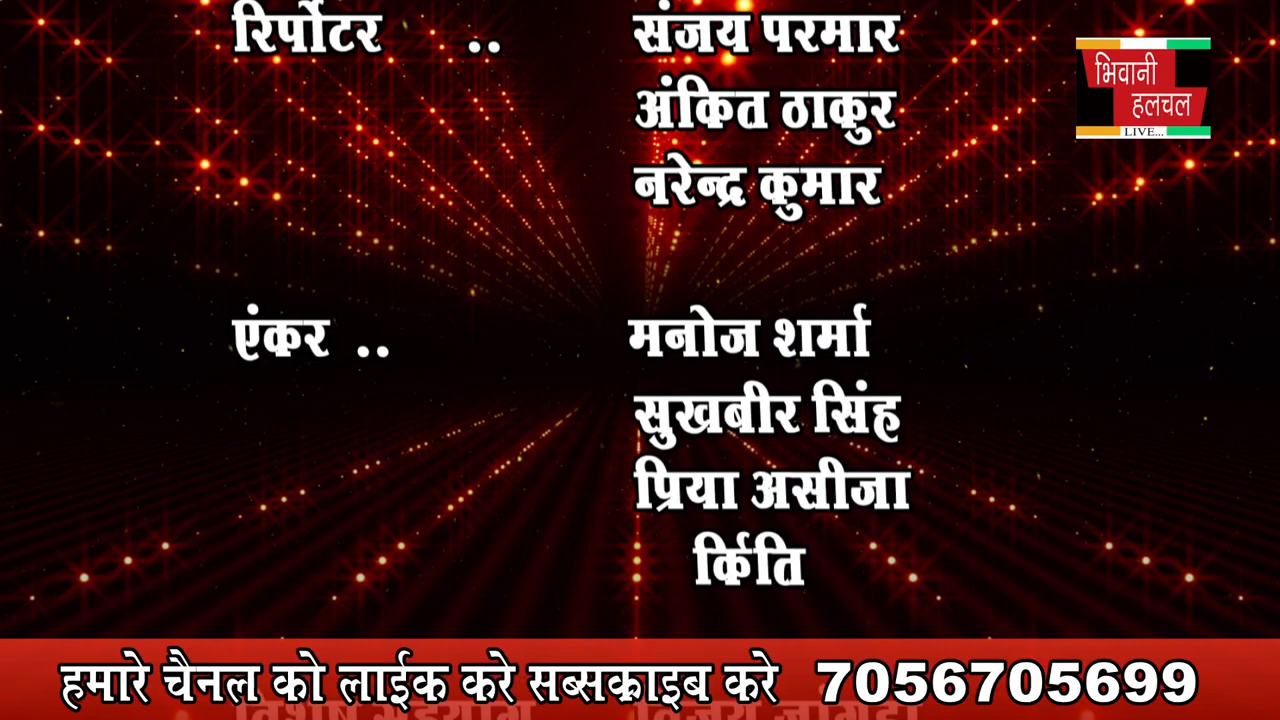 रिर्पोटर .. संजय परमार
भिवानी
हलचल
LIVE...
अंकित ठाकुर
नरेन्द्र कुमार
एंकर .. मनोज शर्मा
सुखबीर सिंह
प्रिया असीजा
र्किति
हमारे चैनल को लाईक करे सब्सक्राइब करे 7056705699